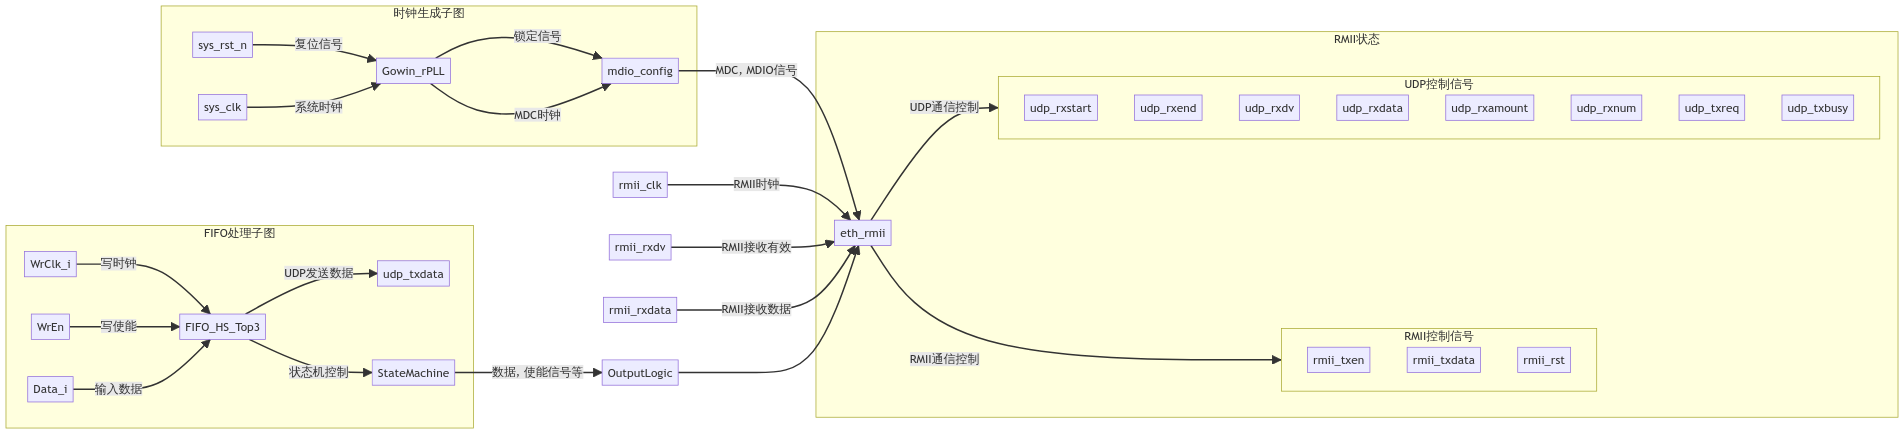 时钟生成子图
sys_rst_n
复位信号
sys_clk
系统时钟
Gowin_rPLL
锁定信号
MDC时钟
mdio_config
MDC, MDIO信号
rmii_clk
RMII时钟
rmii_rxdv
RMII接收有效
rmii_rxdata
RMII接收数据
FIFO处理子图
WrClk_i
写时钟
WrEn
写使能
Data_i
输入数据
FIFO_HS_Top3
UDP发送数据
udp_txdata
状态机控制
StateMachine
数据, 使能信号等
OutputLogic
RMII状态
eth_rmii
UDP通信控制
UDP控制信号
udp_rxstart
udp_rxend
udp_rxdv
udp_rxdata
udp_rxamount
udp_rxnum
udp_txreq
udp_txbusy
RMII通信控制
RMII控制信号
rmii_txen
rmii_txdata
rmii_rst